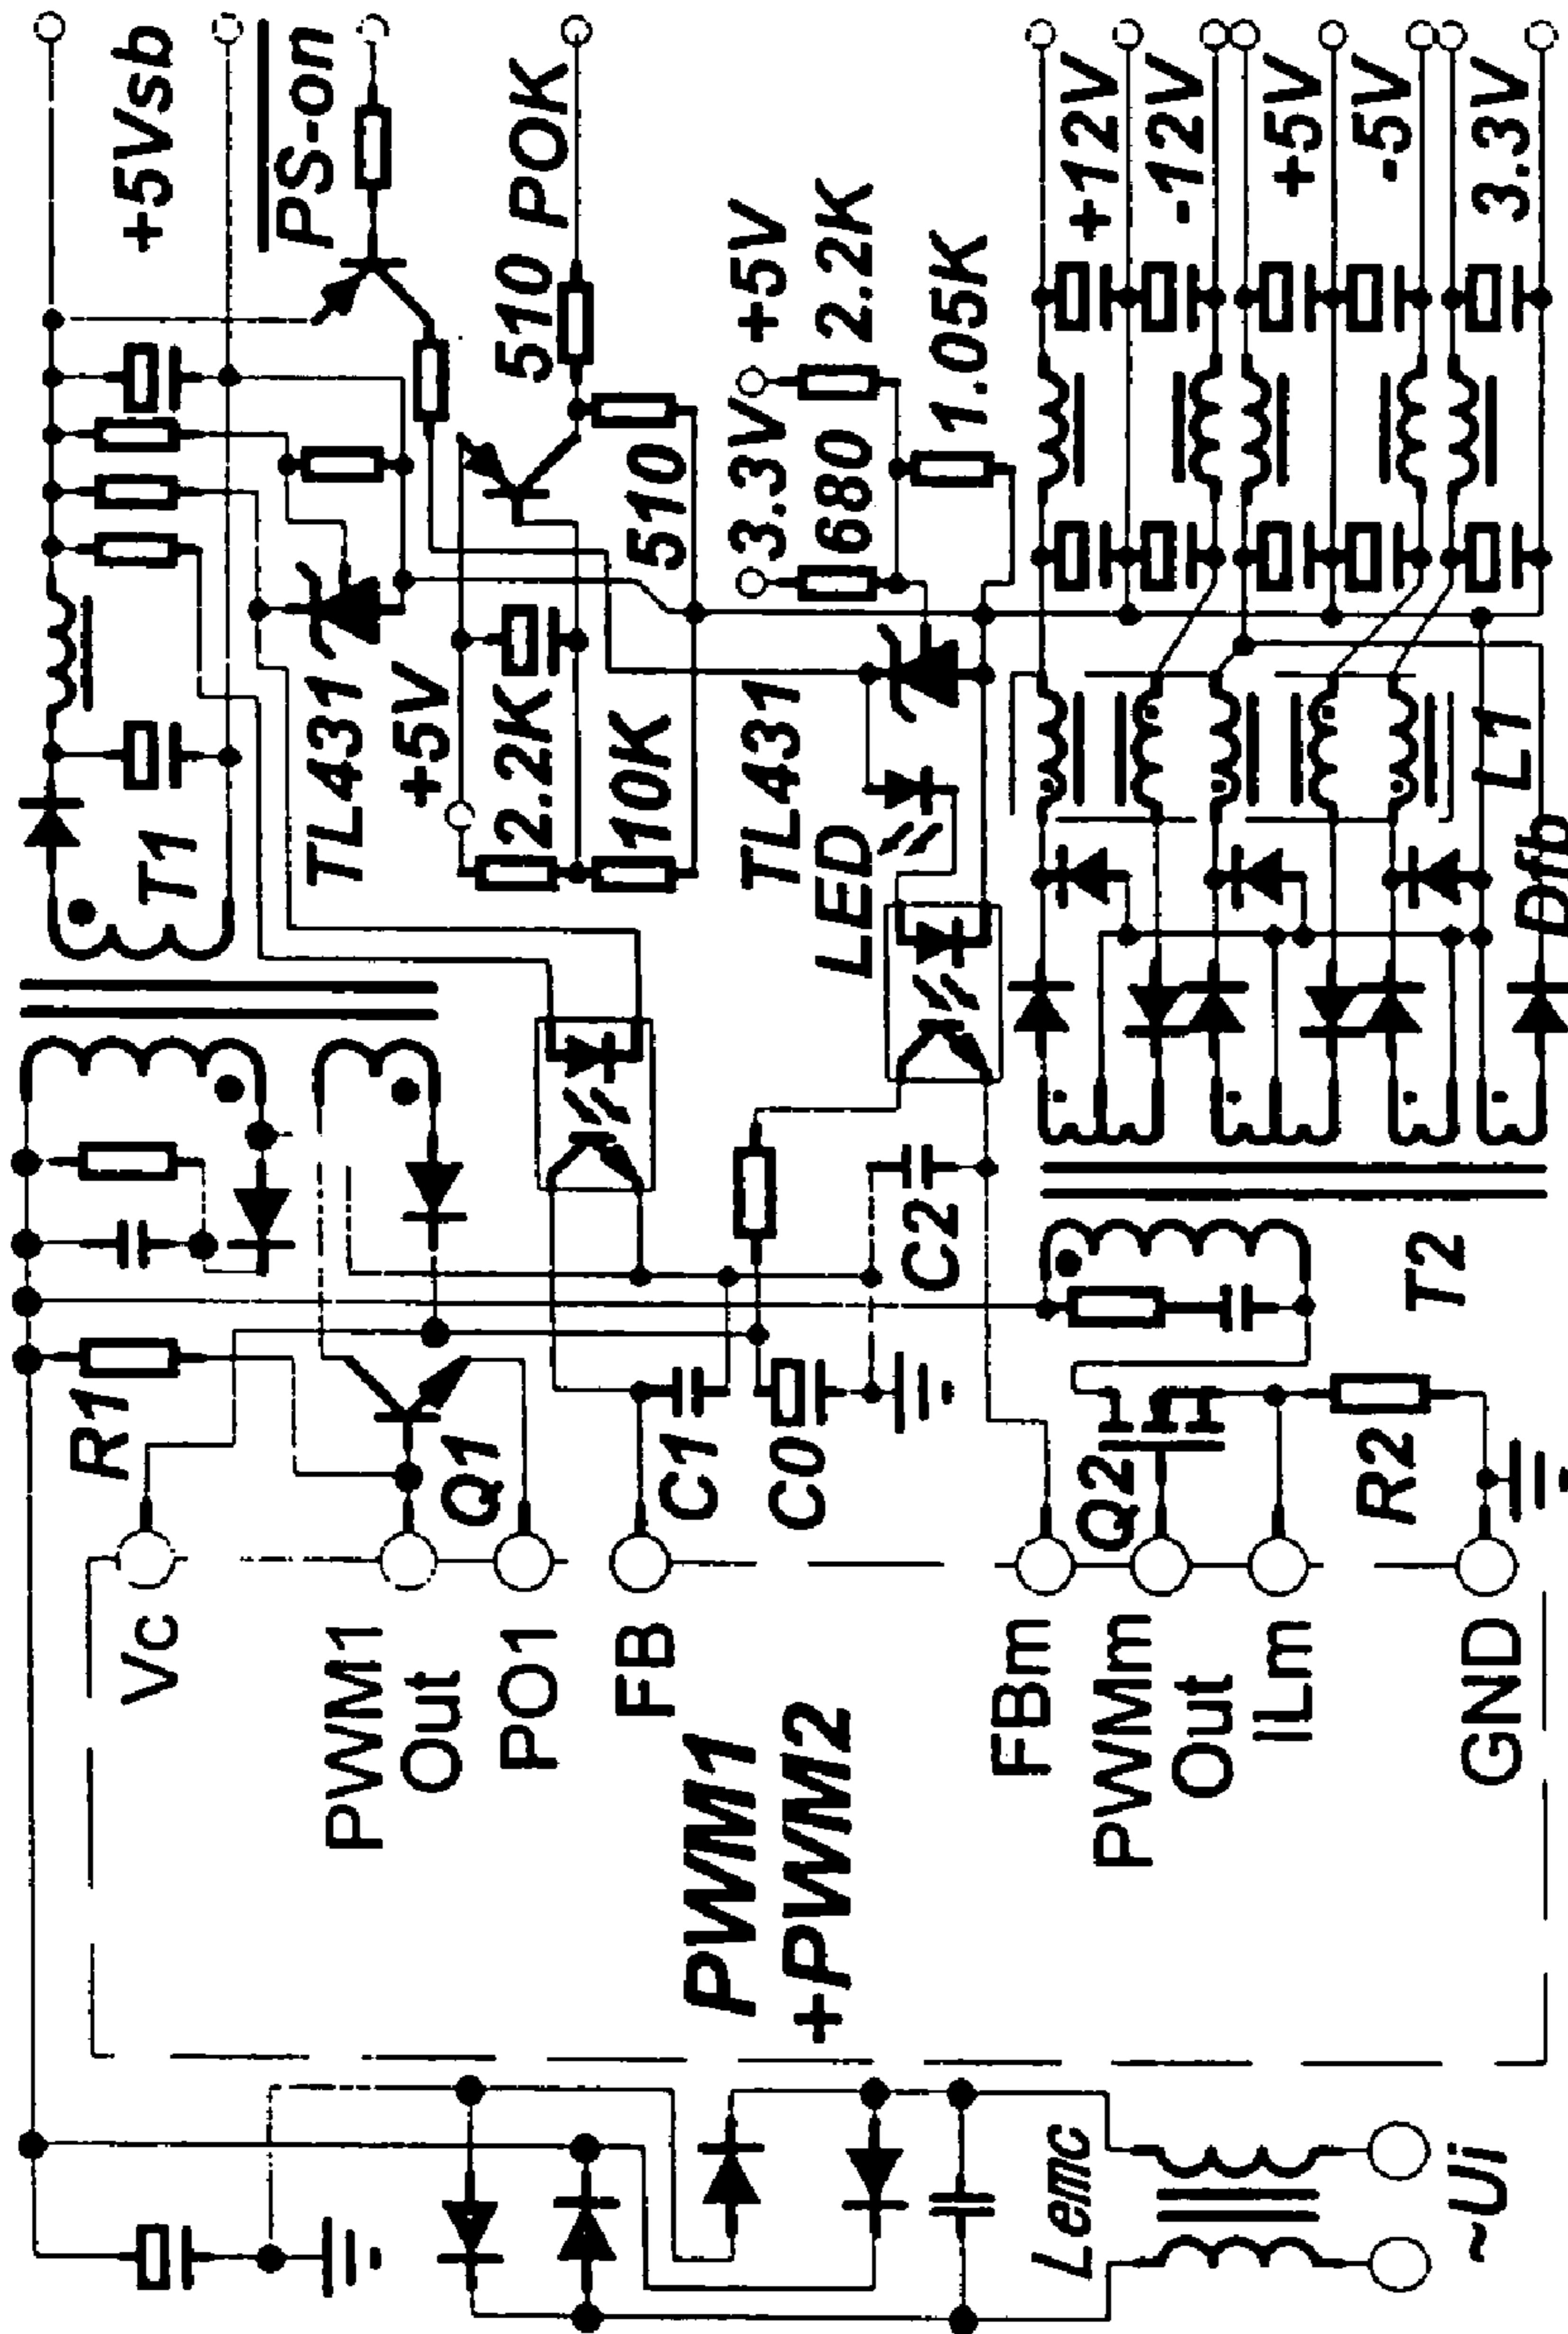 +5Vsb
PS-on
POK
510
510
+5V
3.3V
2.2K
680
1.05K
+12V
-12V
+5V
-5V
3.3V
T1
TL431
+5V
2.2K
10K
TL431
LED
L1
Dfb
C2
T2
R1
Q1
C1
C0
Q2
R2
Vc
PWM1
Out
PO1
FB
FBm
PWMm
Out
ILm
GND
PWM1
+PWM2
Lemc
~Ui